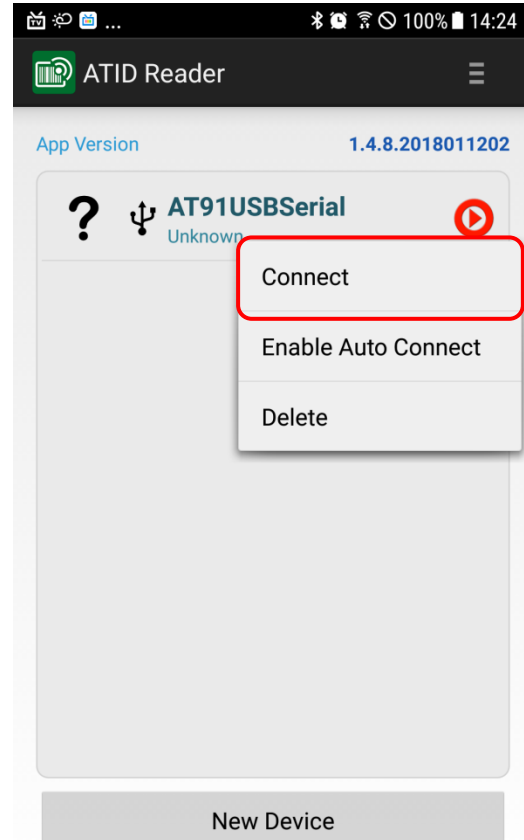 ... 100% 14:24
ATID Reader
App Version 1.4.8.2018011202
? AT91USBSerial
Unknown
Connect
Enable Auto Connect
Delete
New Device